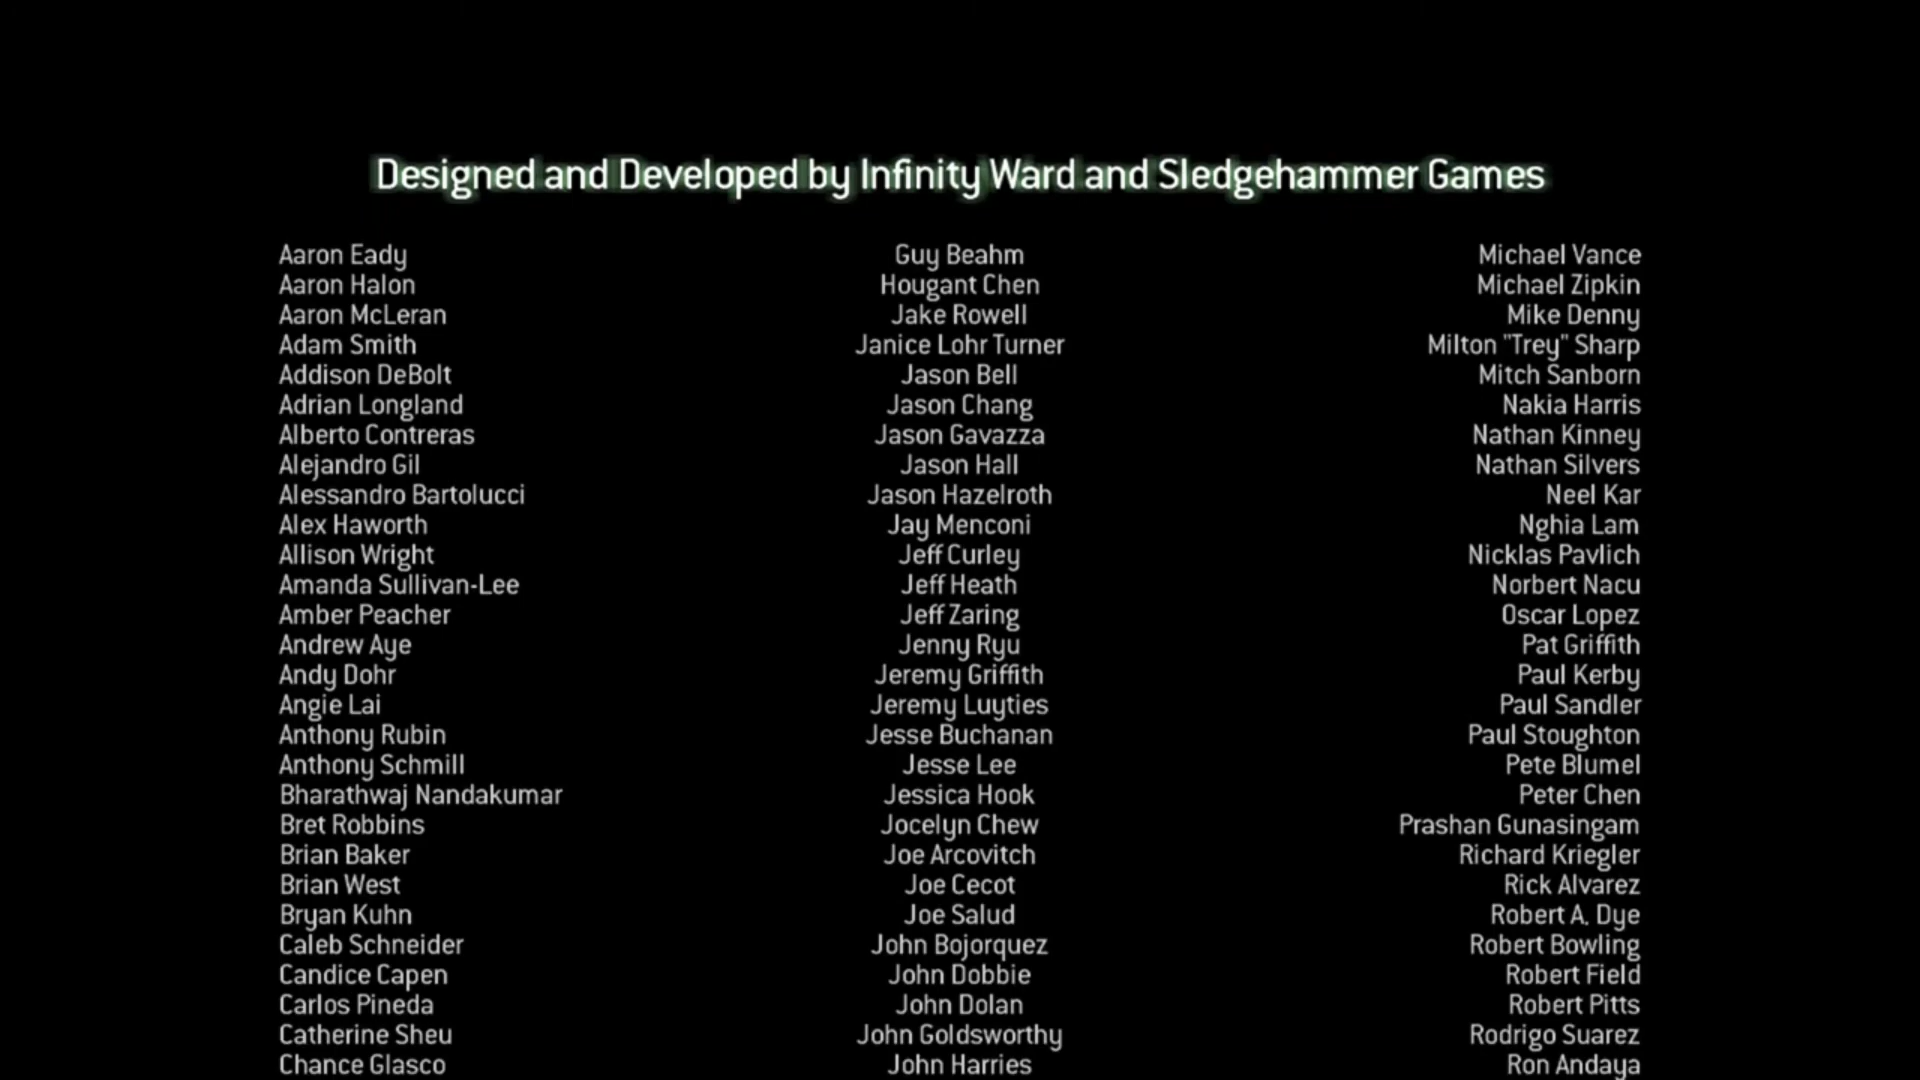 Designed and Developed by Infinity Ward and Sledgehammer Games
Aaron Eady
Aaron Halon
Aaron McLeran
Adam Smith
Addison DeBolt
Adrian Longland
Alberto Contreras
Alejandro Gil
Alessandro Bartolucci
Alex Haworth
Allison Wright
Amanda Sullivan-Lee
Amber Peacher
Andrew Aye
Andy Dohr
Angie Lai
Anthony Rubin
Anthony Schmill
Bharathwaj Nandakumar
Bret Robbins
Brian Baker
Brian West
Bryan Kuhn
Caleb Schneider
Candice Capen
Carlos Pineda
Catherine Sheu
Chance Glasco
Guy Beahm
Hougant Chen
Jake Rowell
Janice Lohr Turner
Jason Bell
Jason Chang
Jason Gavazza
Jason Hall
Jason Hazelroth
Jay Menconi
Jeff Curley
Jeff Heath
Jeff Zaring
Jenny Ryu
Jeremy Griffith
Jeremy Luyties
Jesse Buchanan
Jesse Lee
Jessica Hook
Jocelyn Chew
Joe Arcovitch
Joe Cecot
Joe Salud
John Bojorquez
John Dobbie
John Dolan
John Goldsworthy
John Harries
Michael Vance
Michael Zipkin
Mike Denny
Milton "Trey" Sharp
Mitch Sanborn
Nakia Harris
Nathan Kinney
Nathan Silvers
Neel Kar
Nghia Lam
Nicklas Pavlich
Norbert Nacu
Oscar Lopez
Pat Griffith
Paul Kerby
Paul Sandler
Paul Stoughton
Pete Blumel
Peter Chen
Prashan Gunasingam
Richard Kriegler
Rick Alvarez
Robert A. Dye
Robert Bowling
Robert Field
Robert Pitts
Rodrigo Suarez
Ron Andaya